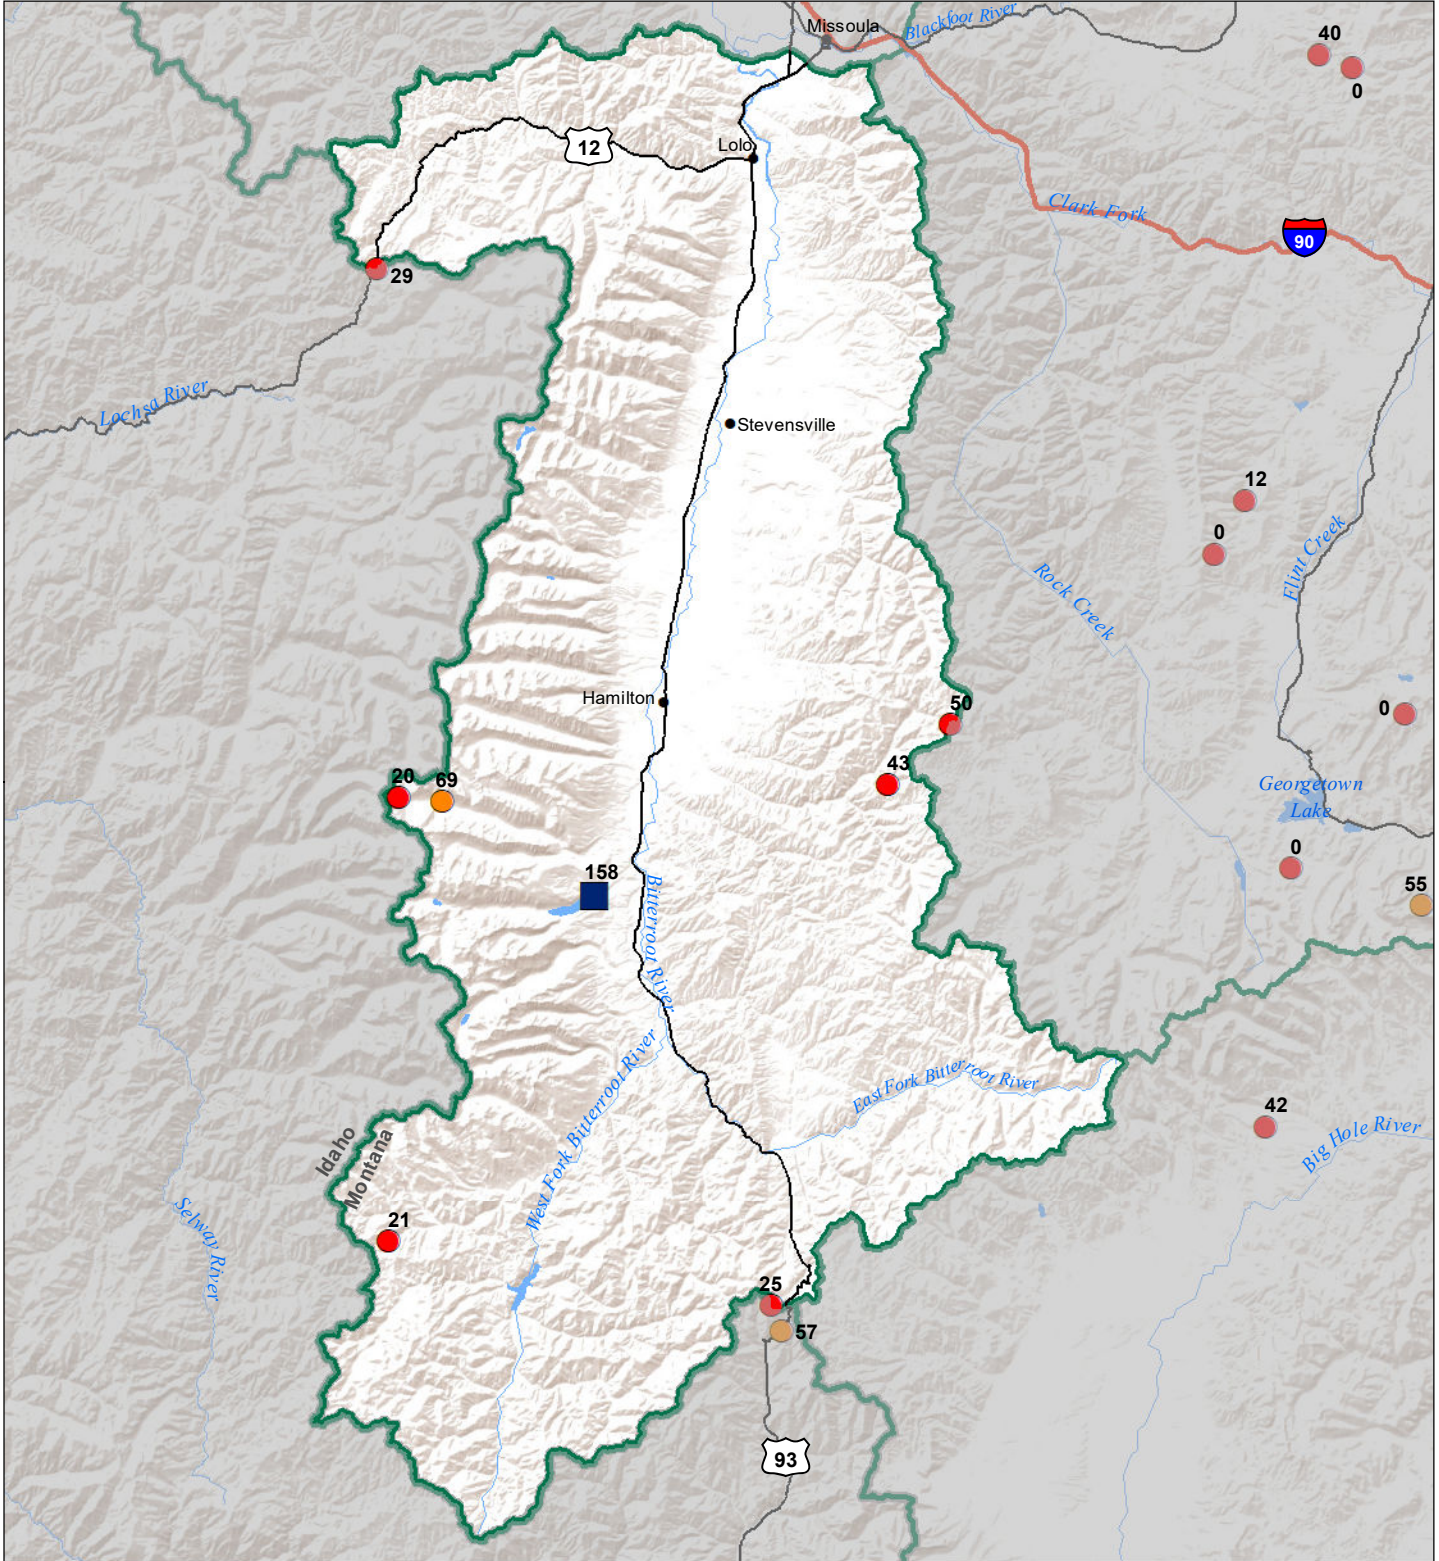 Missoula
Blackfoot River
40
0
12
Lolo
Clark Fork
90
29
Lochsa River
Stevensville
12
0
Flint Creek
Rock Creek
Hamilton
50
0
43
20
69
Georgetown
Lake
158
0
55
Bitterroot River
West Fork Bitterroot River
East Fork Bitterroot River
42
Big Hole River
Idaho
Montana
Selway River
21
25
57
93